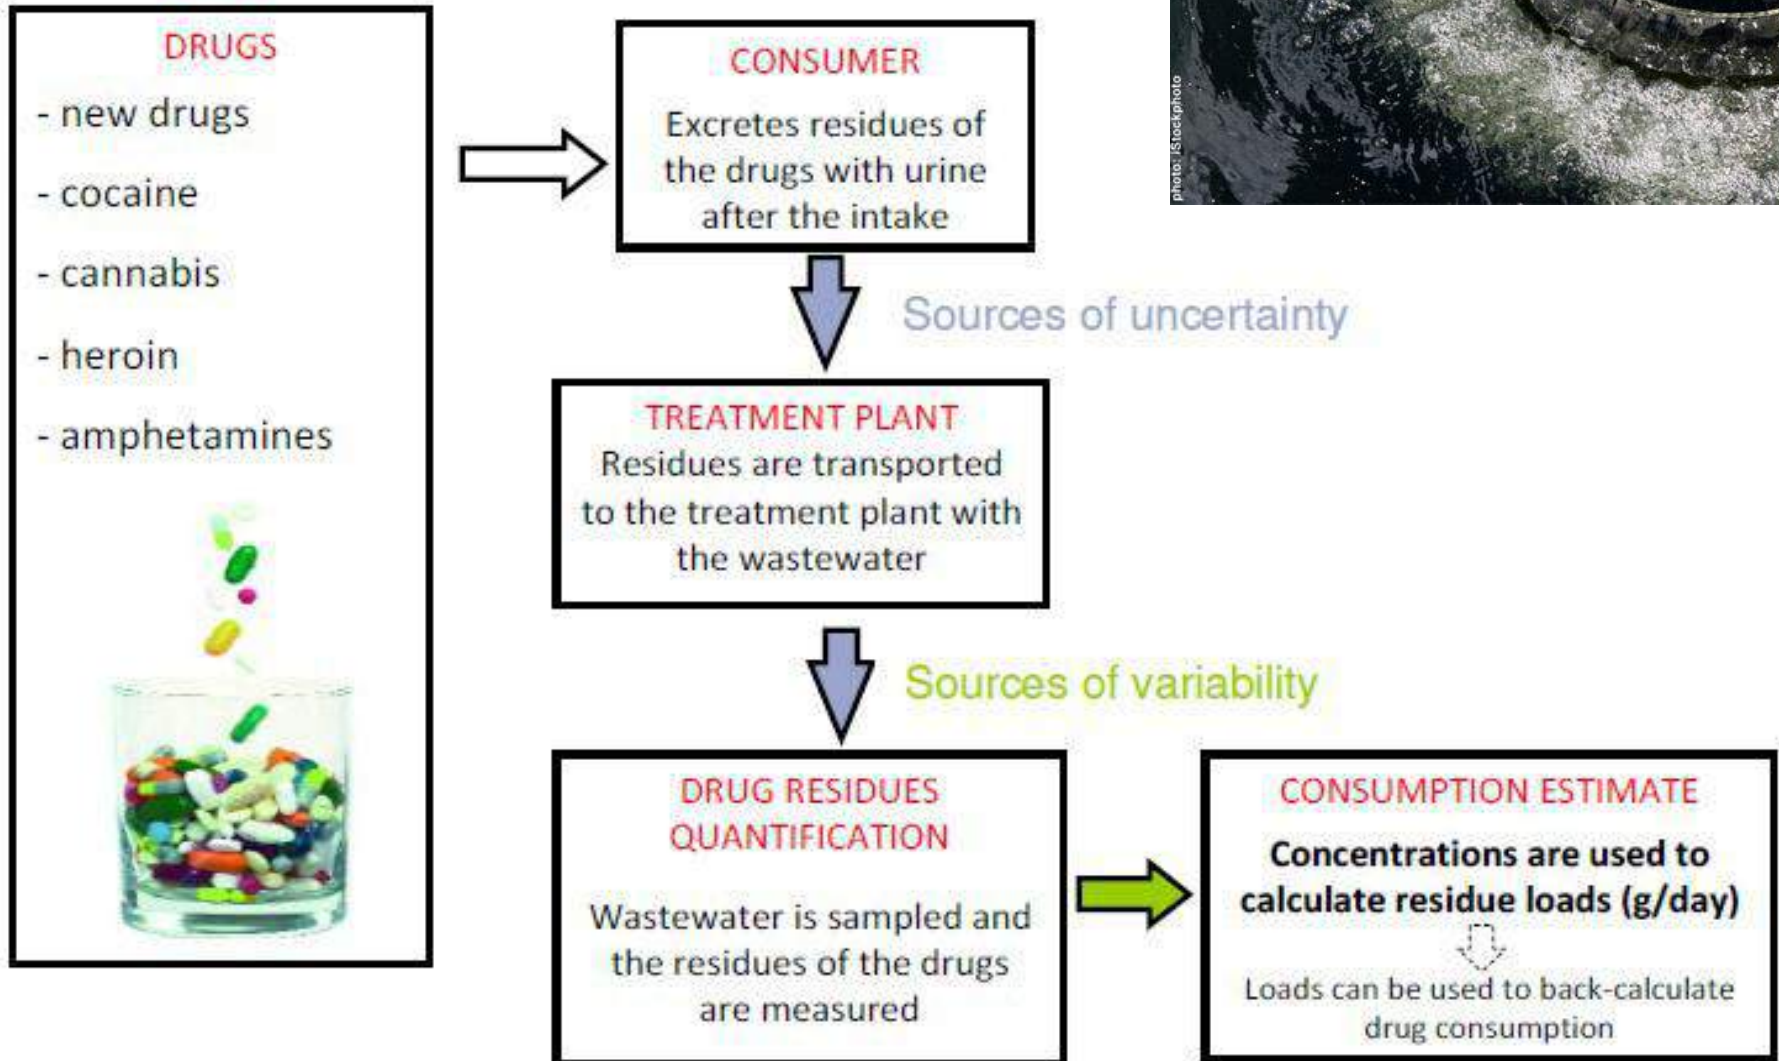 DRUGS
- new drugs
- cocaine
- cannabis
- heroin
- amphetamines
CONSUMER
Excretes residues of
the drugs with urine
after the intake
photo: iStockphoto
Sources of uncertainty
TREATMENT PLANT
Residues are transported
to the treatment plant with
the wastewater
Sources of variability
DRUG RESIDUES
QUANTIFICATION
Wastewater is sampled and
the residues of the drugs
are measured
CONSUMPTION ESTIMATE
Concentrations are used to
calculate residue loads (g/day)
Loads can be used to back-calculate
drug consumption